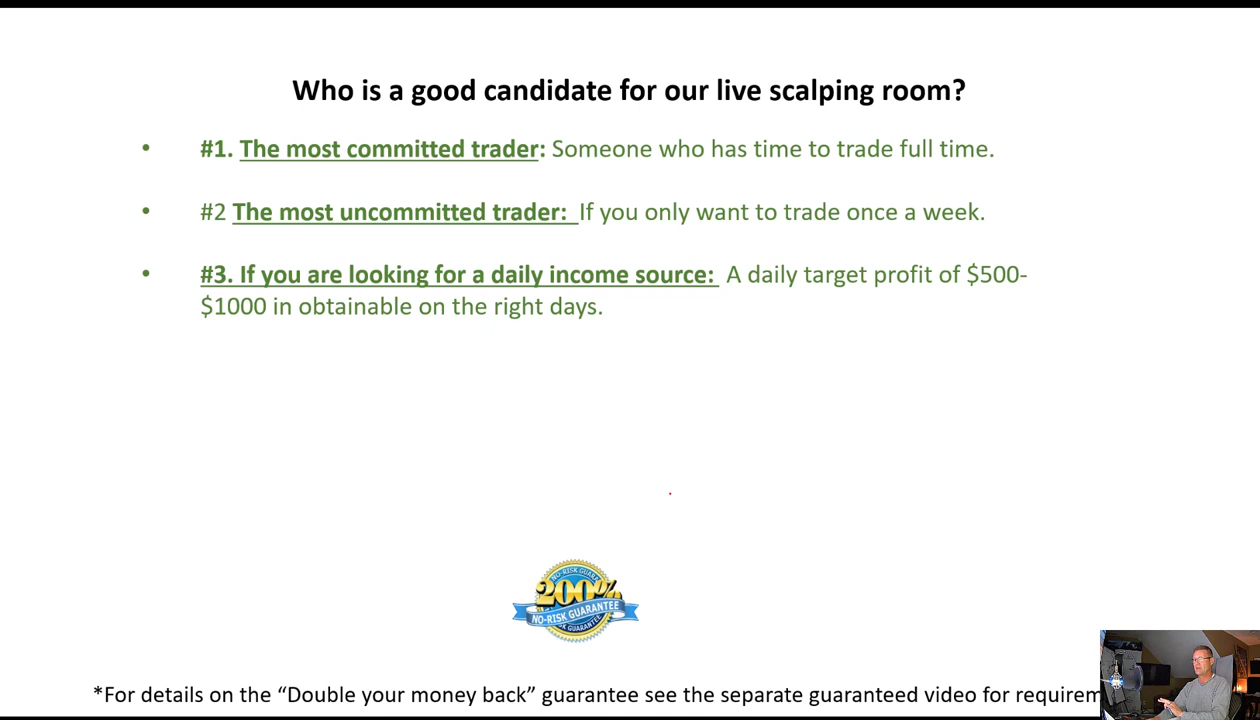 Who is a good candidate for our live scalping room?
• #1. The most committed trader: Someone who has time to trade full time.
• #2 The most uncommitted trader: If you only want to trade once a week.
• #3. If you are looking for a daily income source: A daily target profit of $500-
$1000 in obtainable on the right days.
NO-RISK
200%
NO-RISK GUARANTEE
GUARANTEE
*For details on the “Double your money back” guarantee see the separate guaranteed video for requirem